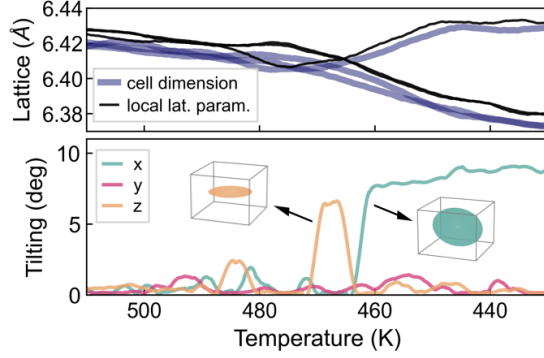 Lattice (Å)
6.44
6.42
6.40
6.38
cell dimension
local lat. param.
Tilting (deg)
10
5
0
x
y
z
500
480
460
440
Temperature (K)